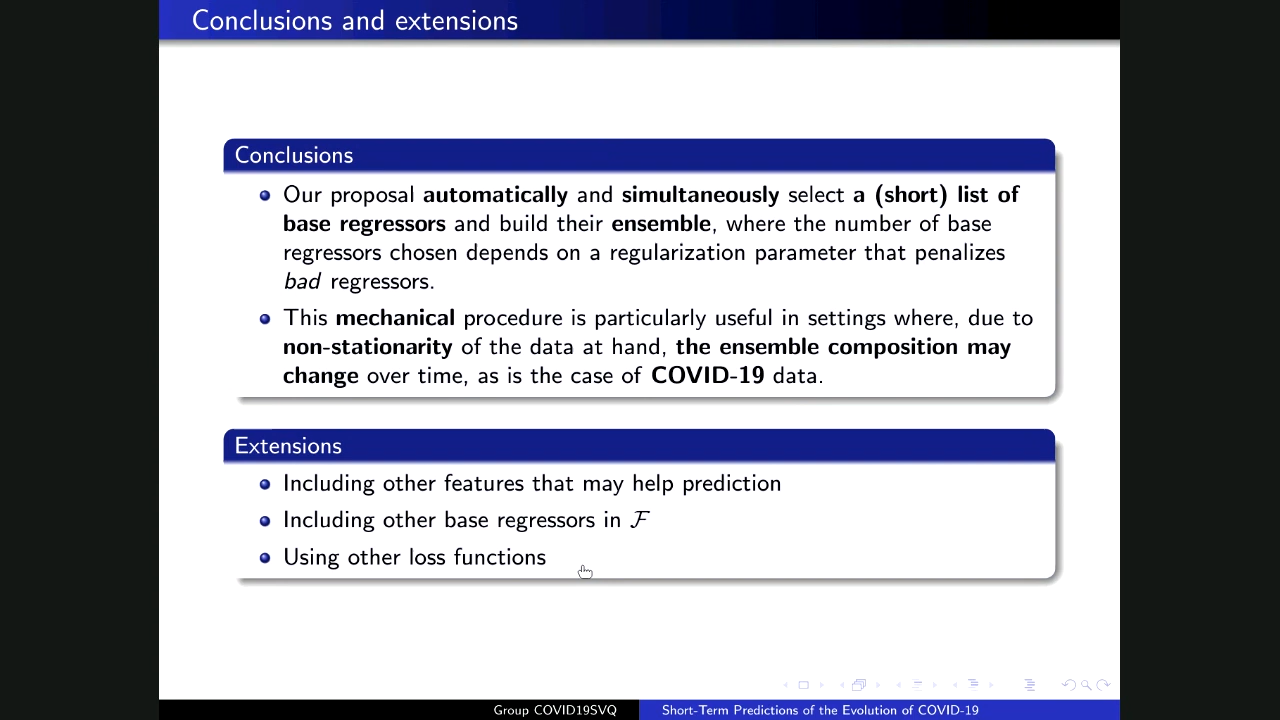 Conclusions and extensions
Conclusions
Our proposal automatically and simultaneously select a (short) list of
base regressors and build their ensemble, where the number of base
regressors chosen depends on a regularization parameter that penalizes
bad regressors.
This mechanical procedure is particularly useful in settings where, due to
non-stationarity of the data at hand, the ensemble composition may
change over time, as is the case of COVID-19 data.
Extensions
Including other features that may help prediction
Including other base regressors in ℱ
Using other loss functions
Group COVID19SVQ
Short-Term Predictions of the Evolution of COVID-19